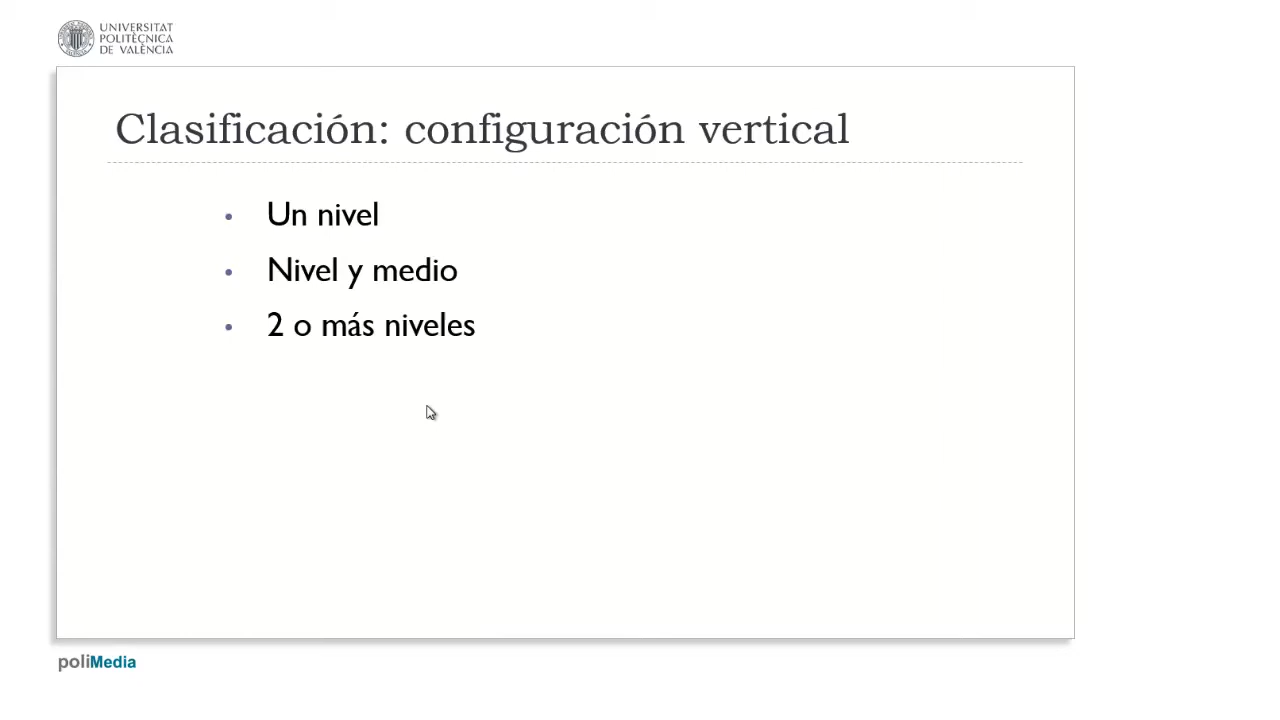 UNIVERSITAT
POLITÈCNICA
DE VALÈNCIA
Clasificación: configuración vertical
• Un nivel
• Nivel y medio
• 2 o más niveles
poliMedia